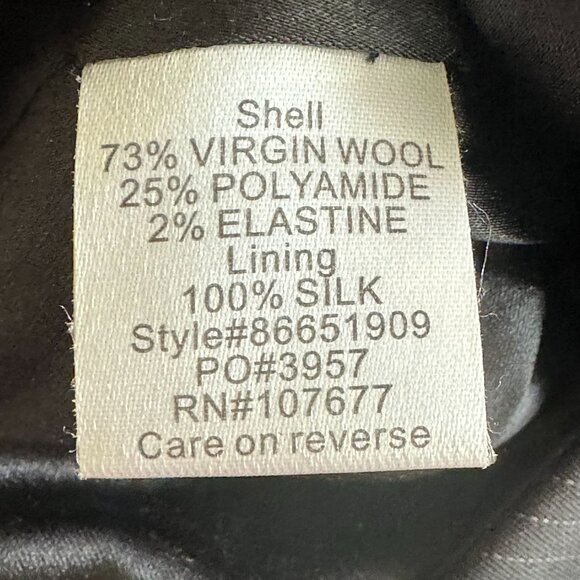 Shell
73% VIRGIN WOOL
25% POLYAMIDE
2% ELASTINE
Lining
100% SILK
Style#86651909
PO#3957
RN#107677
Care on reverse